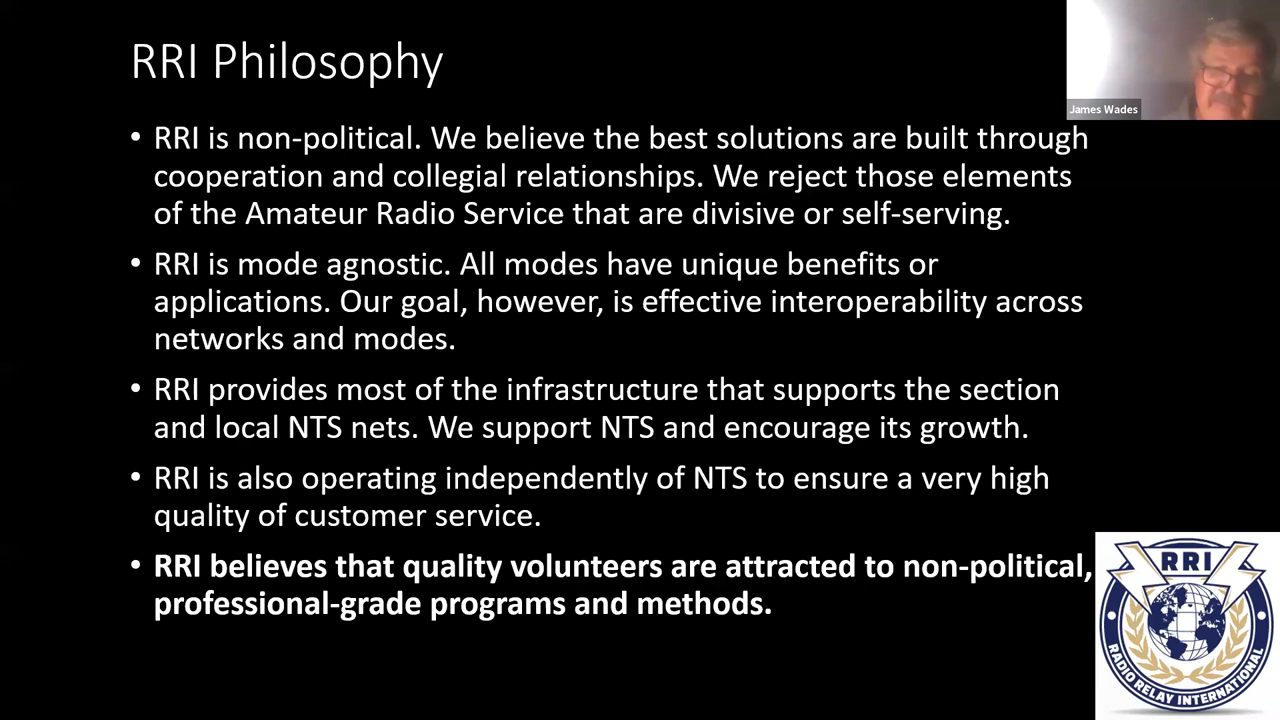 RRI Philosophy
James Wades
• RRI is non-political. We believe the best solutions are built through
cooperation and collegial relationships. We reject those elements
of the Amateur Radio Service that are divisive or self-serving.
• RRI is mode agnostic. All modes have unique benefits or
applications. Our goal, however, is effective interoperability across
networks and modes.
• RRI provides most of the infrastructure that supports the section
and local NTS nets. We support NTS and encourage its growth.
• RRI is also operating independently of NTS to ensure a very high
quality of customer service.
• RRI believes that quality volunteers are attracted to non-political,
professional-grade programs and methods.
RRI
RADIO RELAY INTERNATIONAL